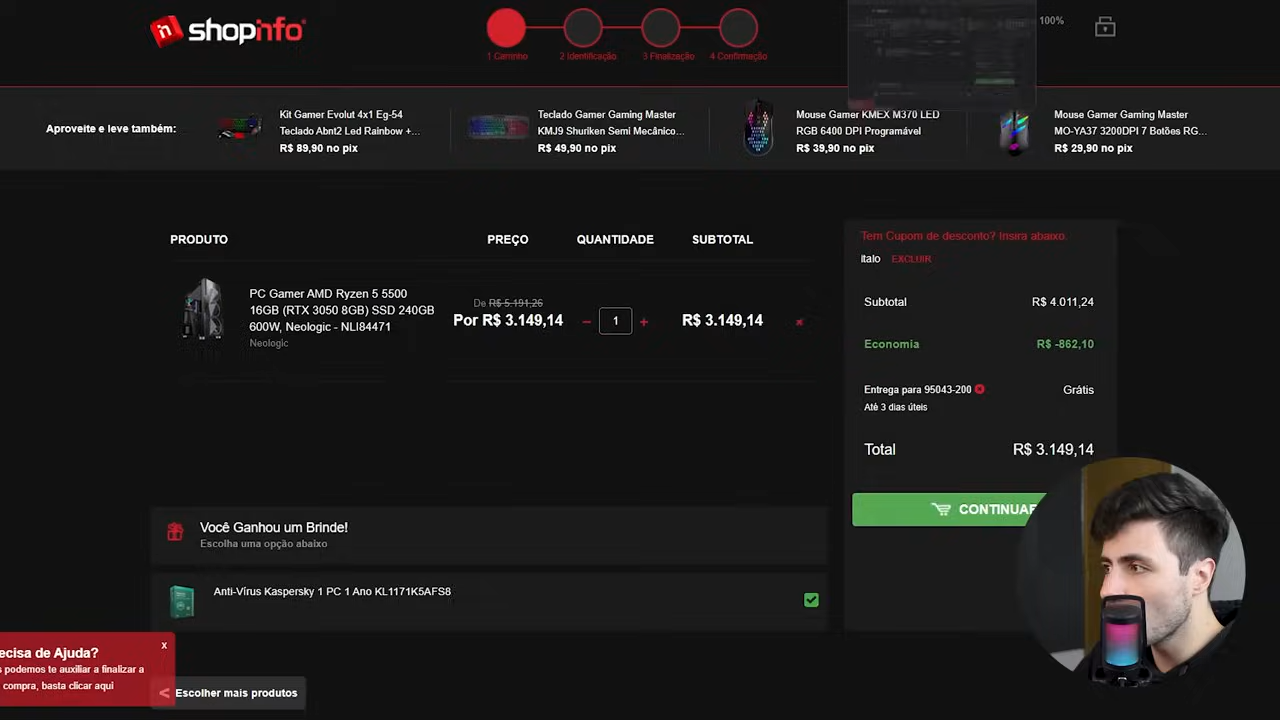 shopinfo
1 Carrinho
2 Identificação
3 Finalização
4 Confirmação
100%
Aproveite e leve também:
Kit Gamer Evolut 4x1 Eg-54
Teclado Abnt2 Led Rainbow +...
R$ 89,90 no pix
Teclado Gamer Gaming Master
KMJ9 Shuriken Semi Mecânico...
R$ 49,90 no pix
Mouse Gamer KMEX M370 LED
RGB 6400 DPI Programável
R$ 39,90 no pix
Mouse Gamer Gaming Master
MO-YA37 3200DPI 7 Botões RG...
R$ 29,90 no pix
PRODUTO
PREÇO
QUANTIDADE
SUBTOTAL
PC Gamer AMD Ryzen 5 5500
16GB (RTX 3050 8GB) SSD 240GB
600W, Neologic - NLI84471
Neologic
De R$ 5.191,26
Por R$ 3.149,14
− 1 +
R$ 3.149,14
Tem Cupom de desconto? Insira abaixo.
italo EXCLUIR
Subtotal R$ 4.011,24
Economia R$ -862,10
Entrega para 95043-200 Grátis
Até 3 dias úteis
Total R$ 3.149,14
CONTINUAR
Você Ganhou um Brinde!
Escolha uma opção abaixo
Anti-Vírus Kaspersky 1 PC 1 Ano KL1171K5AFS8
ecisa de Ajuda? x
s podemos te auxiliar a finalizar a
compra, basta clicar aqui
< Escolher mais produtos